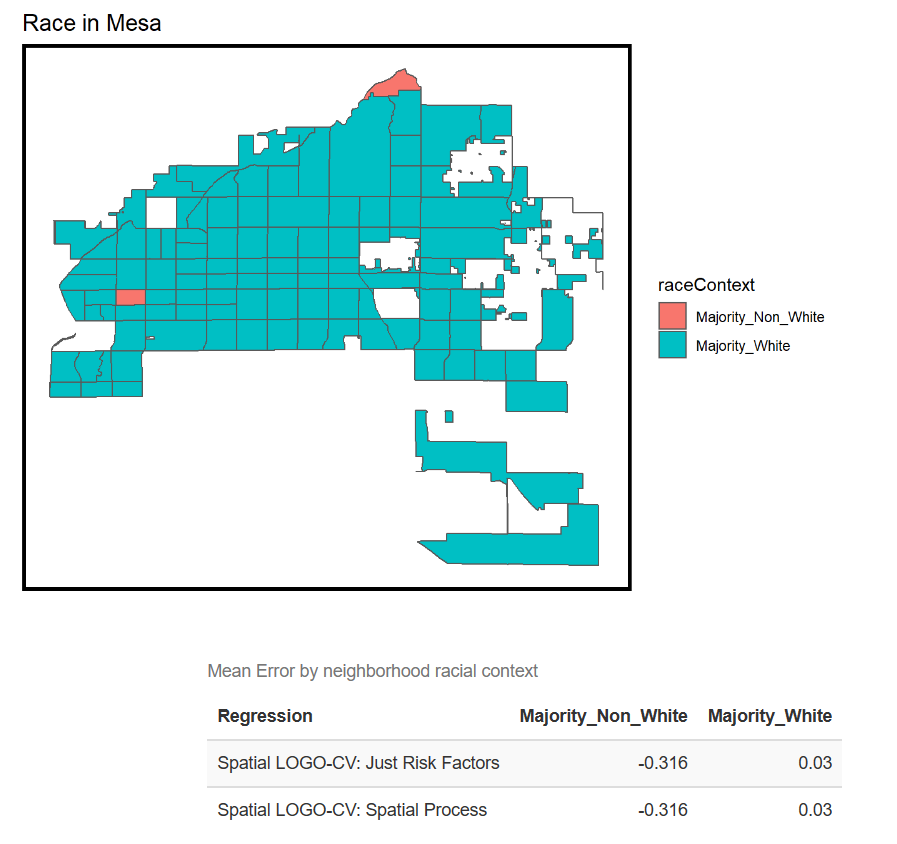 Race in Mesa
raceContext
Majority_Non_White
Majority_White
Mean Error by neighborhood racial context
Regression Majority_Non_White Majority_White
Spatial LOGO-CV: Just Risk Factors -0.316 0.03
Spatial LOGO-CV: Spatial Process -0.316 0.03